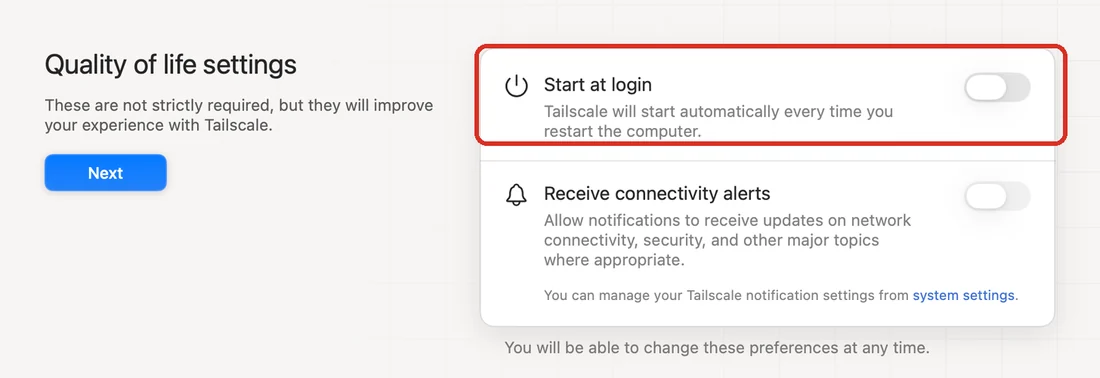 Quality of life settings
These are not strictly required, but they will improve
your experience with Tailscale.
Next
Start at login
Tailscale will start automatically every time you
restart the computer.
Receive connectivity alerts
Allow notifications to receive updates on network
connectivity, security, and other major topics
where appropriate.
You can manage your Tailscale notification settings from system settings.
You will be able to change these preferences at any time.